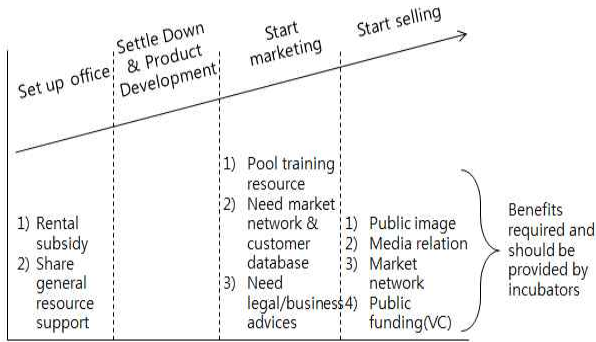 Set up office
Settle Down
& Product
Development
Start
marketing
Start selling
1) Rental
subsidy
2) Share
general
resource
support
1) Pool training
resource
2) Need market
network &
customer
database
3) Need
legal/business
advices
1) Public image
2) Media relation
3) Market
network
4) Public
funding(VC)
Benefits
required and
should be
provided by
incubators